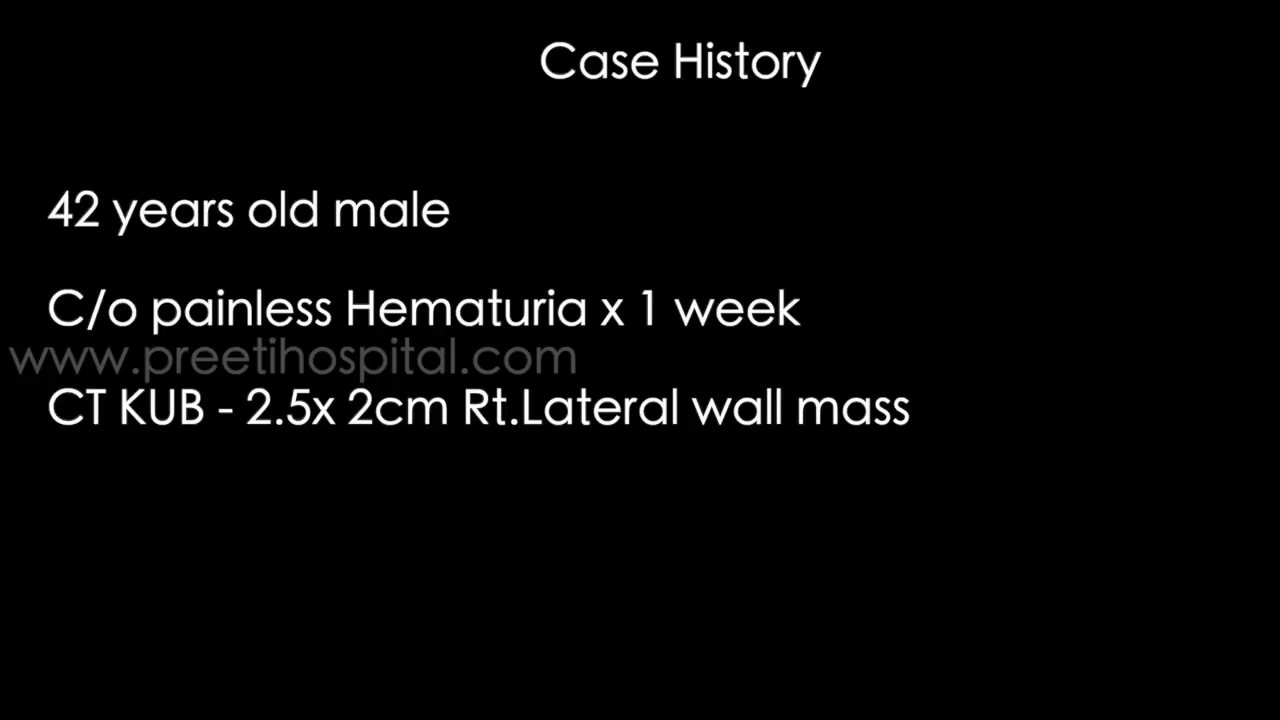 Case History
42 years old male
C/o painless Hematuria x 1 week
www.preetihospital.com
CT KUB - 2.5x 2cm Rt.Lateral wall mass